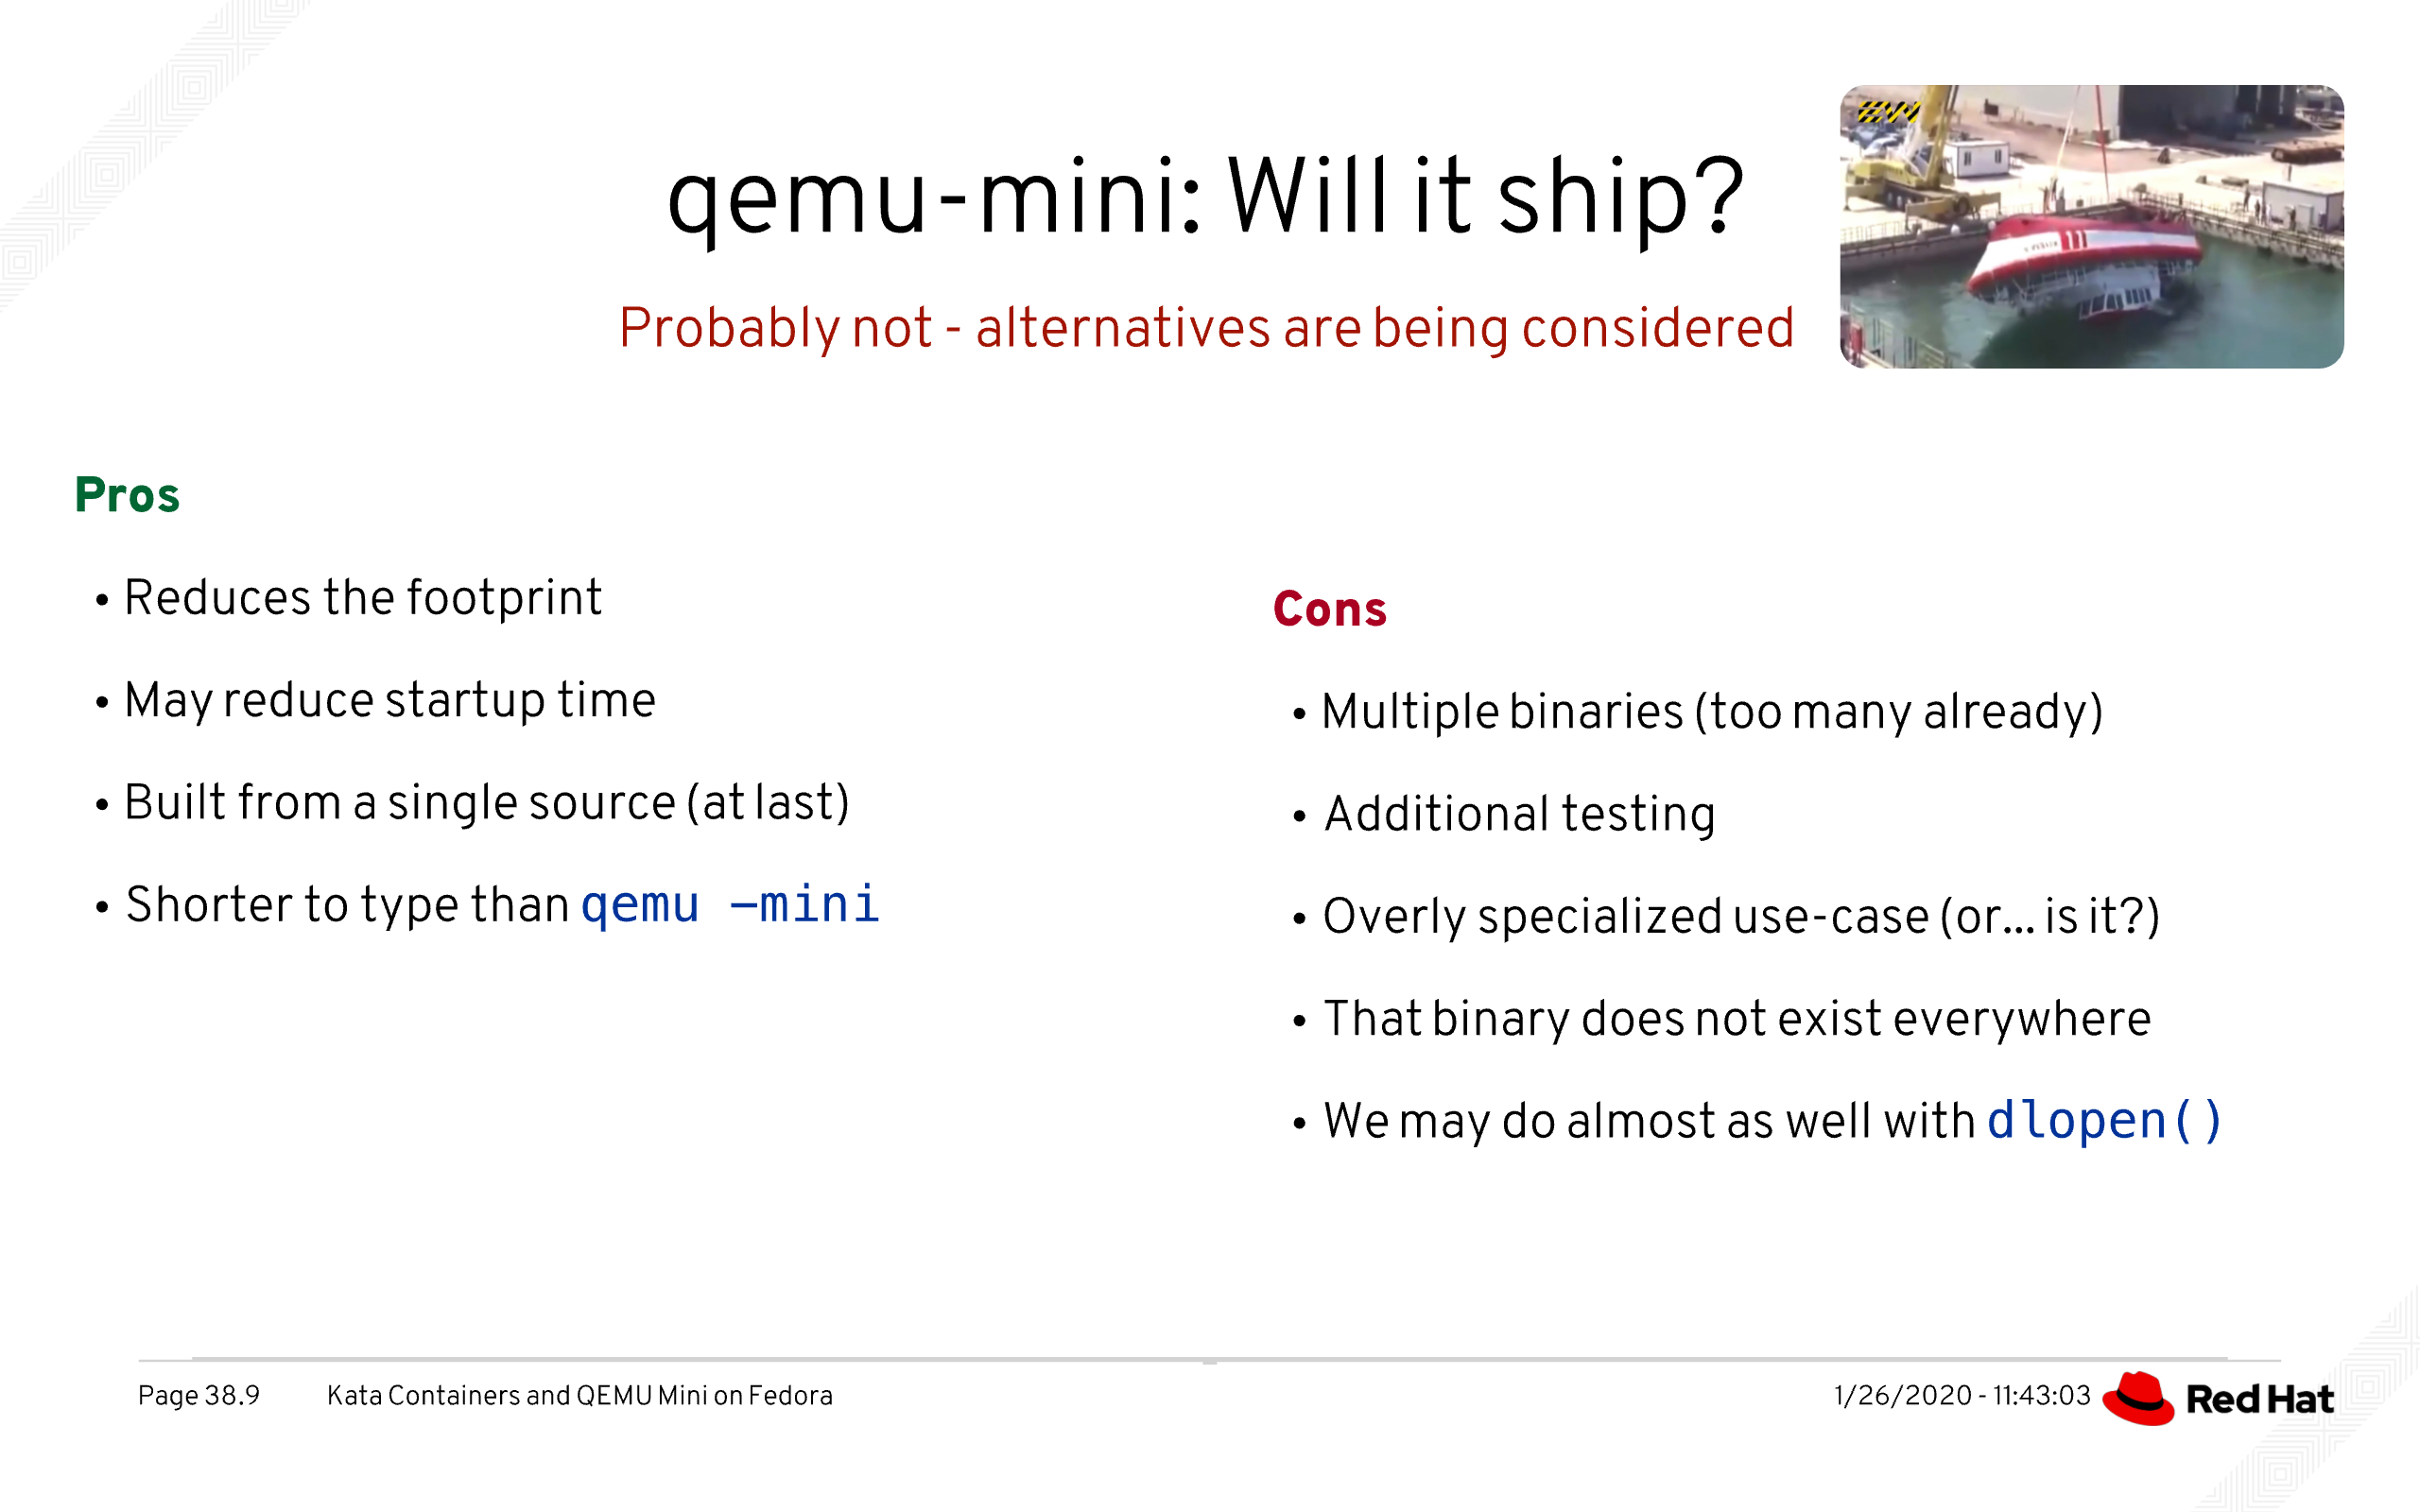 qemu-mini: Will it ship?
Probably not - alternatives are being considered
Pros
• Reduces the footprint
• May reduce startup time
• Built from a single source (at last)
• Shorter to type than qemu -mini
Cons
• Multiple binaries (too many already)
• Additional testing
• Overly specialized use-case (or... is it?)
• That binary does not exist everywhere
• We may do almost as well with dlopen()
Page 38.9
Kata Containers and QEMU Mini on Fedora
1/26/2020 - 11:43:03
Red Hat